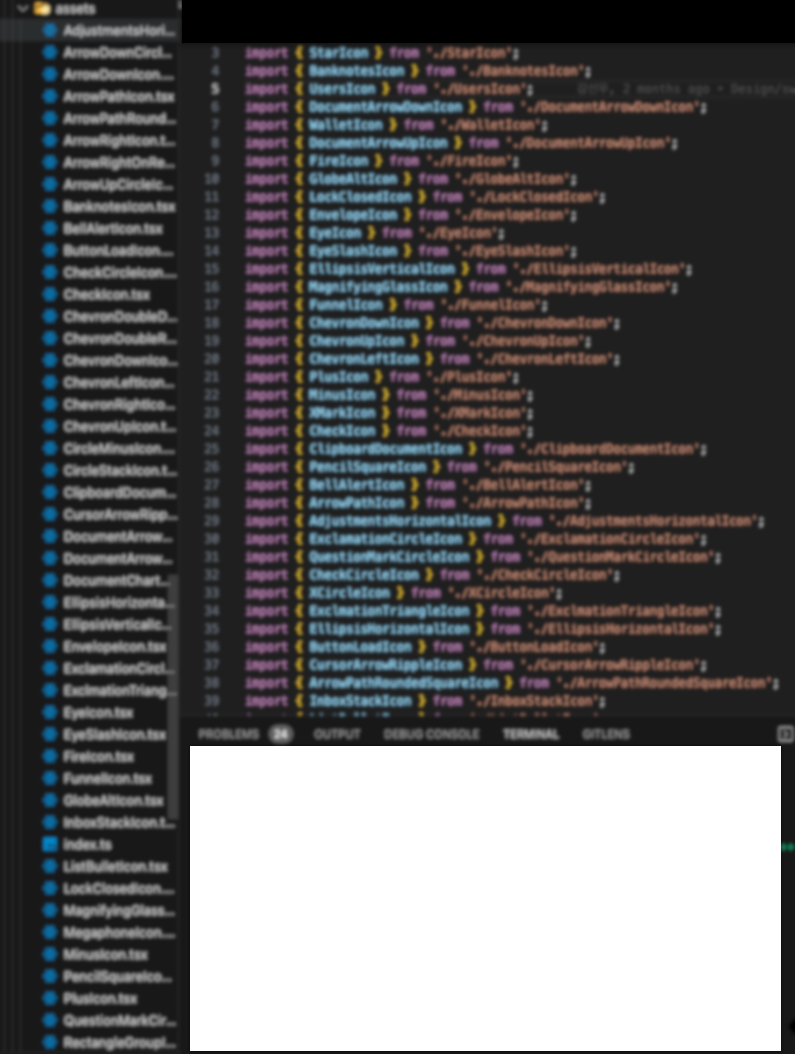 assets
AdjustmentsHori...
ArrowDownCircl...
ArrowDownIcon....
ArrowPathIcon.tsx
ArrowPathRound...
ArrowRightIcon.t...
ArrowRightOnRe...
ArrowUpCircleIc...
BanknotesIcon.tsx
BellAlertIcon.tsx
ButtonLoadIcon....
CheckCircleIcon....
CheckIcon.tsx
ChevronDoubleD...
ChevronDoubleR...
ChevronDownIco...
ChevronLeftIcon....
ChevronRightIco...
ChevronUpIcon.t...
CircleMinusIcon....
CircleStackIcon.t...
ClipboardDocum...
CursorArrowRipp...
DocumentArrow...
DocumentArrow...
DocumentChart...
EllipsisHorizonta...
EllipsisVerticalIc...
EnvelopeIcon.tsx
ExclamationCircl...
ExclmationTriang...
EyeIcon.tsx
EyeSlashIcon.tsx
FireIcon.tsx
FunnelIcon.tsx
GlobeAltIcon.tsx
InboxStackIcon.t...
index.ts
ListBulletIcon.tsx
LockClosedIcon....
MagnifyingGlass...
MegaphoneIcon....
MinusIcon.tsx
PencilSquareIco...
PlusIcon.tsx
QuestionMarkCir...
RectangleGroupI...
3 import { StarIcon } from './StarIcon';
4 import { BanknotesIcon } from './BanknotesIcon';
5 import { UsersIcon } from './UsersIcon'; 2 months ago • Design/
6 import { DocumentArrowDownIcon } from './DocumentArrowDownIcon';
7 import { WalletIcon } from './WalletIcon';
8 import { DocumentArrowUpIcon } from './DocumentArrowUpIcon';
9 import { FireIcon } from './FireIcon';
10 import { GlobeAltIcon } from './GlobeAltIcon';
11 import { LockClosedIcon } from './LockClosedIcon';
12 import { EnvelopeIcon } from './EnvelopeIcon';
13 import { EyeIcon } from './EyeIcon';
14 import { EyeSlashIcon } from './EyeSlashIcon';
15 import { EllipsisVerticalIcon } from './EllipsisVerticalIcon';
16 import { MagnifyingGlassIcon } from './MagnifyingGlassIcon';
17 import { FunnelIcon } from './FunnelIcon';
18 import { ChevronDownIcon } from './ChevronDownIcon';
19 import { ChevronUpIcon } from './ChevronUpIcon';
20 import { ChevronLeftIcon } from './ChevronLeftIcon';
21 import { PlusIcon } from './PlusIcon';
22 import { MinusIcon } from './MinusIcon';
23 import { XMarkIcon } from './XMarkIcon';
24 import { CheckIcon } from './CheckIcon';
25 import { ClipboardDocumentIcon } from './ClipboardDocumentIcon';
26 import { PencilSquareIcon } from './PencilSquareIcon';
27 import { BellAlertIcon } from './BellAlertIcon';
28 import { ArrowPathIcon } from './ArrowPathIcon';
29 import { AdjustmentsHorizontalIcon } from './AdjustmentsHorizontalIcon';
30 import { ExclamationCircleIcon } from './ExclamationCircleIcon';
31 import { QuestionMarkCircleIcon } from './QuestionMarkCircleIcon';
32 import { CheckCircleIcon } from './CheckCircleIcon';
33 import { XCircleIcon } from './XCircleIcon';
34 import { ExclmationTriangleIcon } from './ExclmationTriangleIcon';
35 import { EllipsisHorizontalIcon } from './EllipsisHorizontalIcon';
36 import { ButtonLoadIcon } from './ButtonLoadIcon';
37 import { CursorArrowRippleIcon } from './CursorArrowRippleIcon';
38 import { ArrowPathRoundedSquareIcon } from './ArrowPathRoundedSquareIcon';
39 import { InboxStackIcon } from './InboxStackIcon';
PROBLEMS 24 OUTPUT DEBUG CONSOLE TERMINAL GITLENS